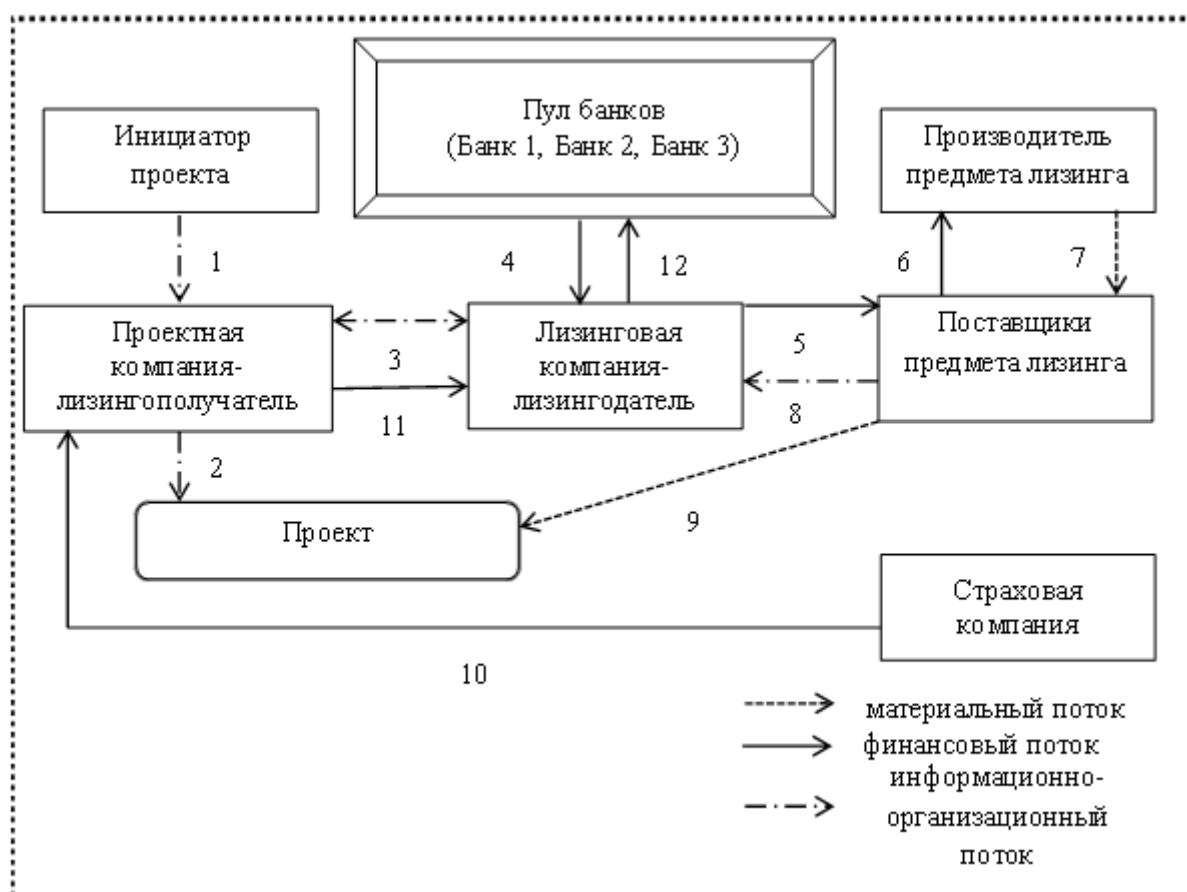 Пул банков
(Банк 1, Банк 2, Банк 3)
Инициатор
проекта
Производитель
предмета лизинга
1
4
12
6
7
Проектная
компания-
лизингополучатель
3
11
Лизинговая
компания-
лизингодатель
5
8
Поставщики
предмета лизинга
2
Проект
9
Страховая
компания
10
материальный поток
финансовый поток
информационно-
организационный
поток